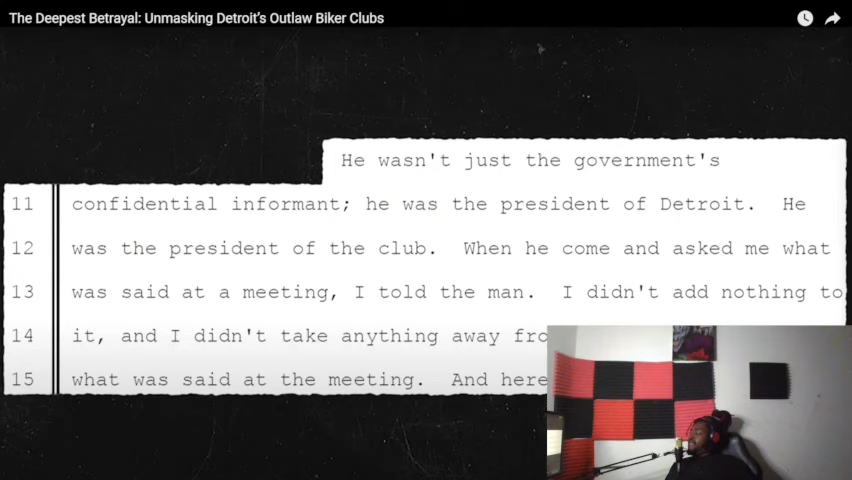 The Deepest Betrayal: Unmasking Detroit's Outlaw Biker Clubs
He wasn't just the government's
11 confidential informant; he was the president of Detroit. He
12 was the president of the club. When he come and asked me what
13 was said at a meeting, I told the man. I didn't add nothing to
14 it, and I didn't take anything away
15 what was said at the meeting. And here